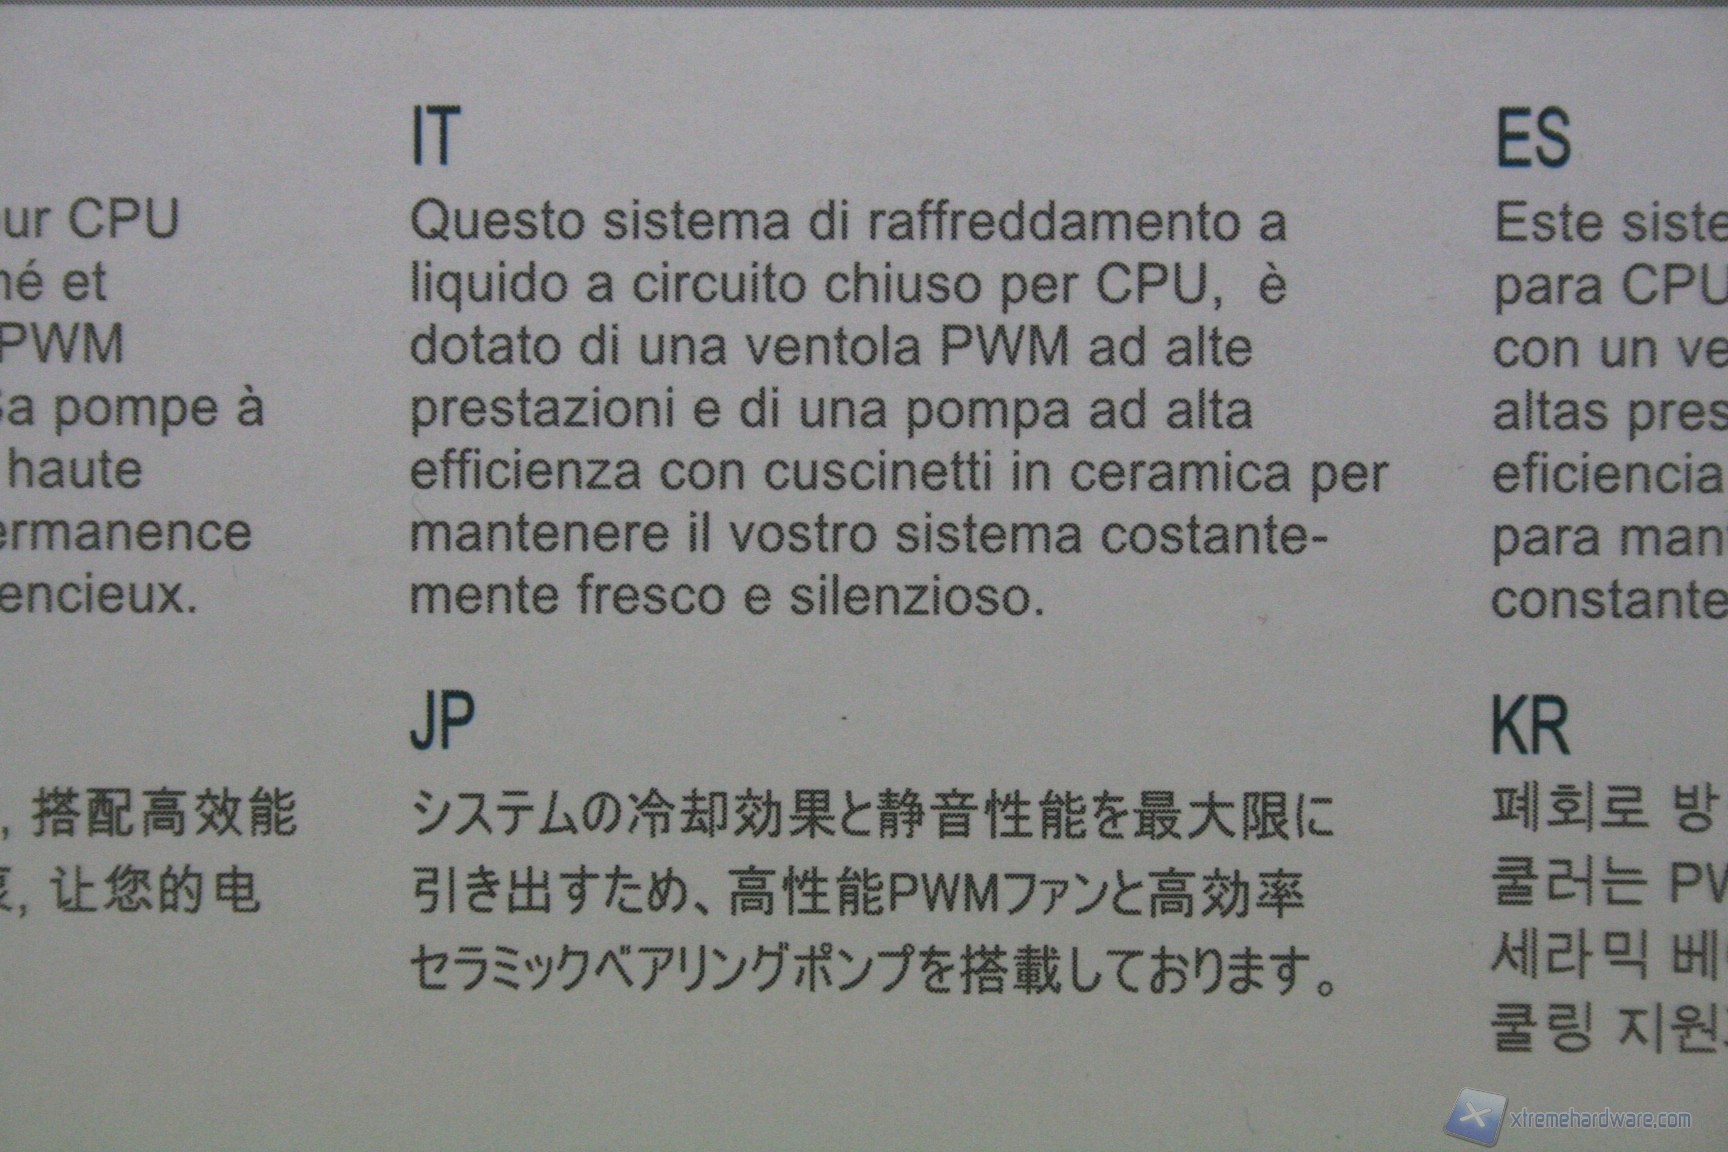 ur CPU
é et
PWM
a pompe à
haute
ermanence
encieux.
IT
Questo sistema di raffreddamento a
liquido a circuito chiuso per CPU, è
dotato di una ventola PWM ad alte
prestazioni e di una pompa ad alta
efficienza con cuscinetti in ceramica per
mantenere il vostro sistema costante-
mente fresco e silenzioso.
ES
Este siste
para CPU
con un ve
altas pres
eficiencia
para man
constante
, 搭配高效能
, 让您的电
JP
システムの冷却効果と静音性能を最大限に
引き出すため、高性能PWMファンと高効率
セラミックベアリングポンプを搭載しております。
KR
폐회로 방
쿨러는 PW
세라믹 베
쿨링 지원
xtremehardware.com